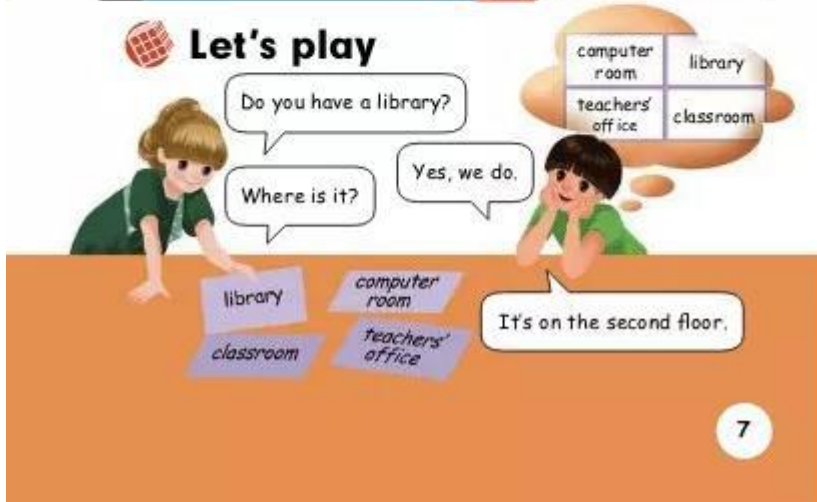 Let's play
Do you have a library?
Yes, we do.
Where is it?
It's on the second floor.
computer
room
library
teachers'
office
classroom
library
computer
room
classroom
teachers'
office
7